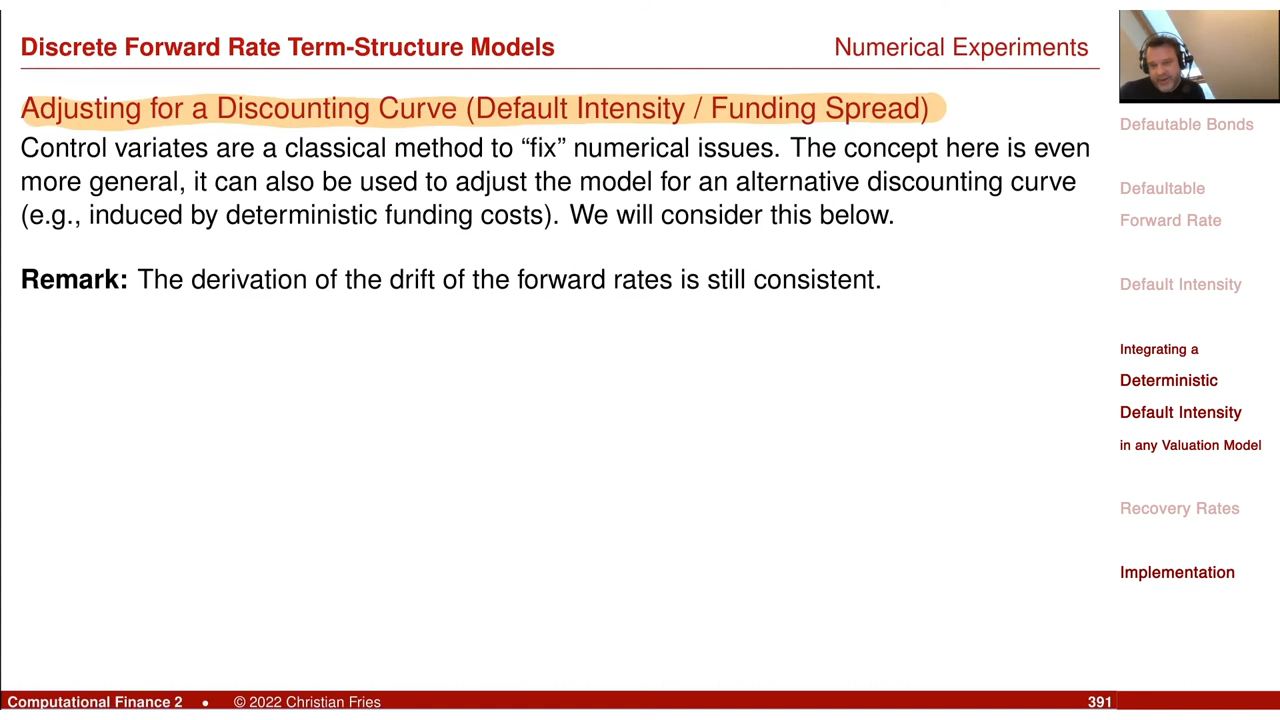 Discrete Forward Rate Term-Structure Models
Numerical Experiments
Adjusting for a Discounting Curve (Default Intensity / Funding Spread)
Control variates are a classical method to “fix” numerical issues. The concept here is even
more general, it can also be used to adjust the model for an alternative discounting curve
(e.g., induced by deterministic funding costs). We will consider this below.
Remark: The derivation of the drift of the forward rates is still consistent.
Defautable Bonds
Defaultable
Forward Rate
Default Intensity
Integrating a
Deterministic
Default Intensity
in any Valuation Model
Recovery Rates
Implementation
Computational Finance 2 • © 2022 Christian Fries
391